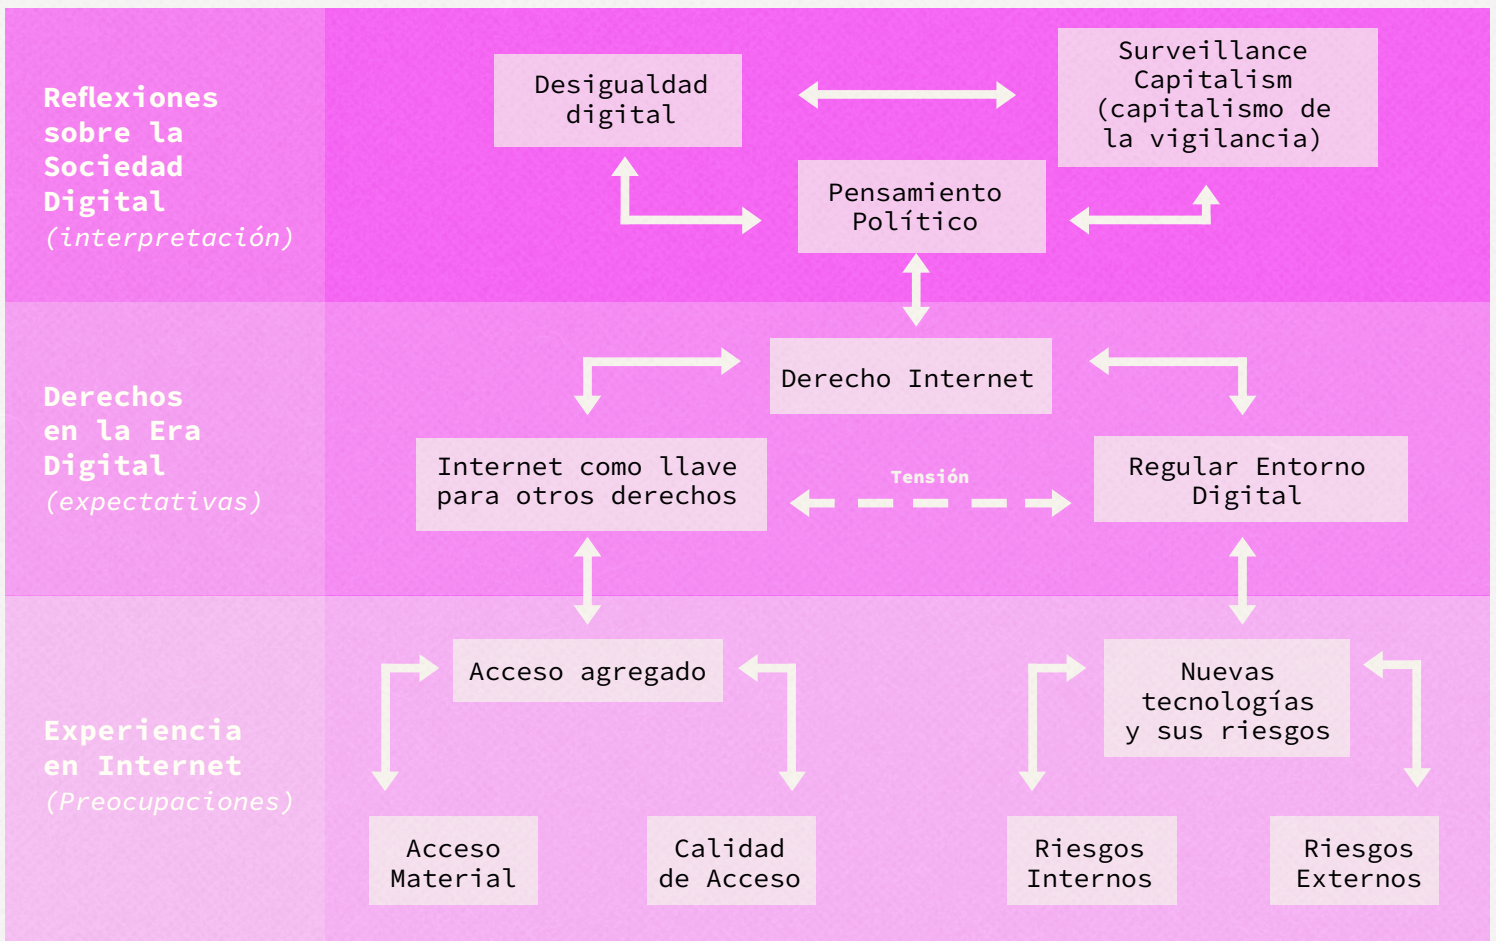 Reflexiones
sobre la
Sociedad
Digital
(interpretación)
Desigualdad
digital
Surveillance
Capitalism
(capitalismo de
la vigilancia)
Pensamiento
Político
Derechos
en la Era
Digital
(expectativas)
Derecho Internet
Internet como llave
para otros derechos
Tensión
Regular Entorno
Digital
Experiencia
en Internet
(Preocupaciones)
Acceso agregado
Nuevas
tecnologías
y sus riesgos
Acceso
Material
Calidad
de Acceso
Riesgos
Internos
Riesgos
Externos